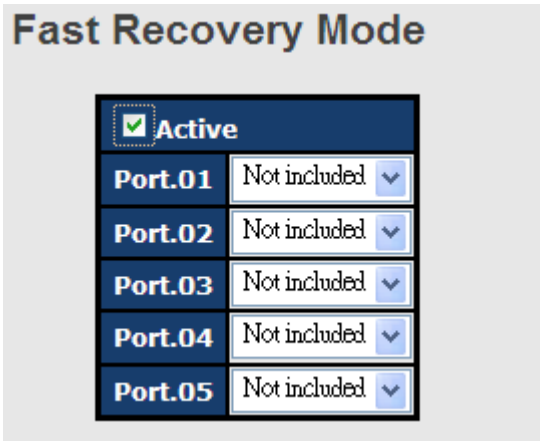 Fast Recovery Mode
Active
Port.01 Not included
Port.02 Not included
Port.03 Not included
Port.04 Not included
Port.05 Not included